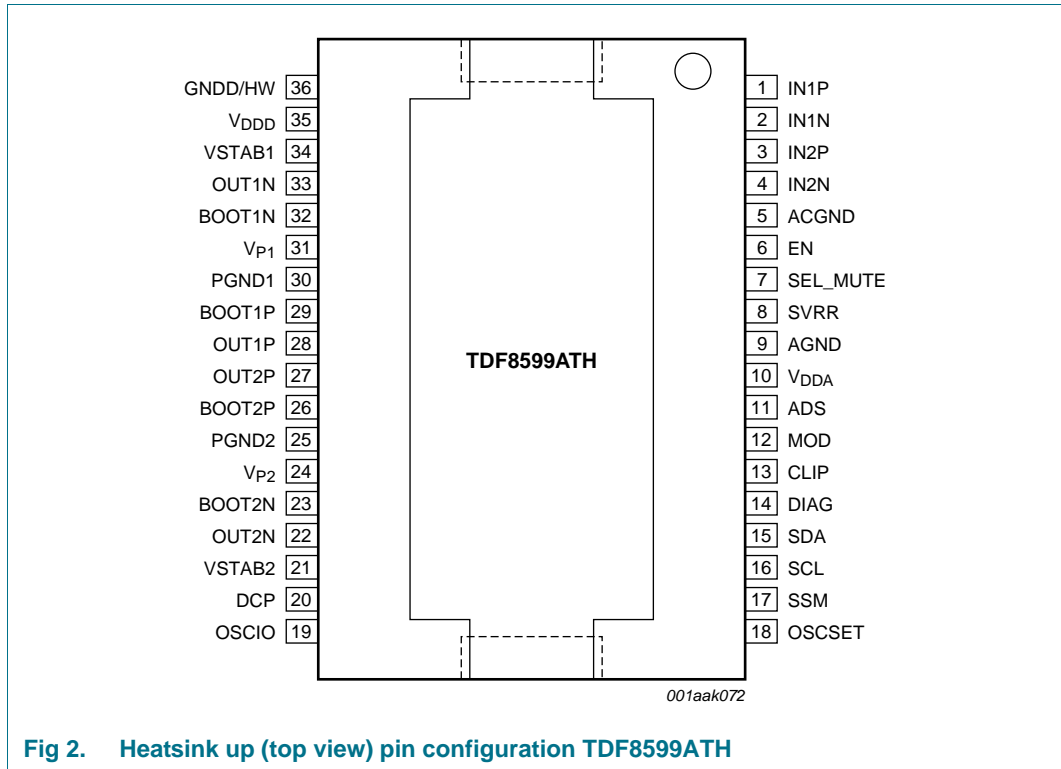 GNDD/HW 36
VDDD 35
VSTAB1 34
OUT1N 33
BOOT1N 32
VP1 31
PGND1 30
BOOT1P 29
OUT1P 28
OUT2P 27
BOOT2P 26
PGND2 25
VP2 24
BOOT2N 23
OUT2N 22
VSTAB2 21
DCP 20
OSCIO 19
TDF8599ATH
1 IN1P
2 IN1N
3 IN2P
4 IN2N
5 ACGND
6 EN
7 SEL_MUTE
8 SVRR
9 AGND
10 VDDA
11 ADS
12 MOD
13 CLIP
14 DIAG
15 SDA
16 SCL
17 SSM
18 OSCSET
001aak072
Fig 2. Heatsink up (top view) pin configuration TDF8599ATH